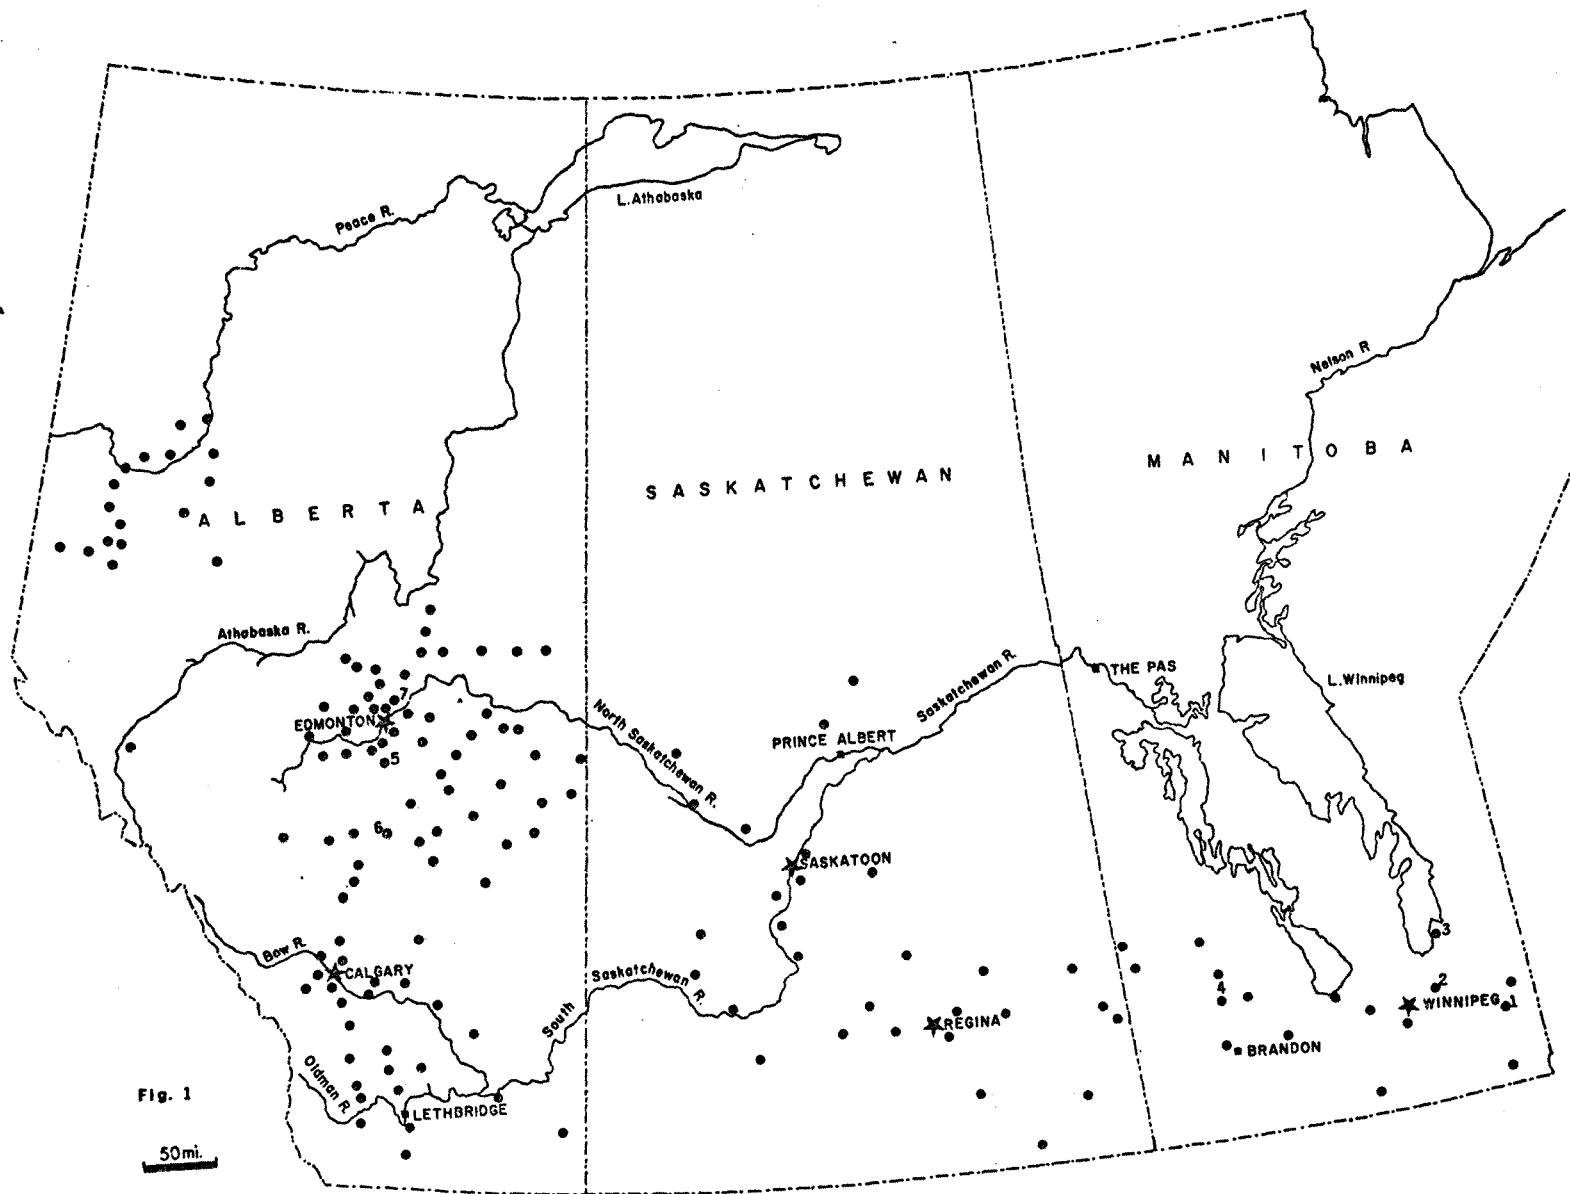 Peace R.
L. Athabaska
Nelson R
MANITOBA
SASKATCHEWAN
ALBERTA
Athabaska R.
THE PAS
Saskatchewan R.
L. Winnipeg
7
North Saskatchewan R.
EDMONTON
PRINCE ALBERT
5
6
SASKATOON
3
Bow R.
CALGARY
South Saskatchewan R.
4
2
WINNIPEG 1
REGINA
BRANDON
Oldman R.
LETHBRIDGE
Fig. 1
50 mi.